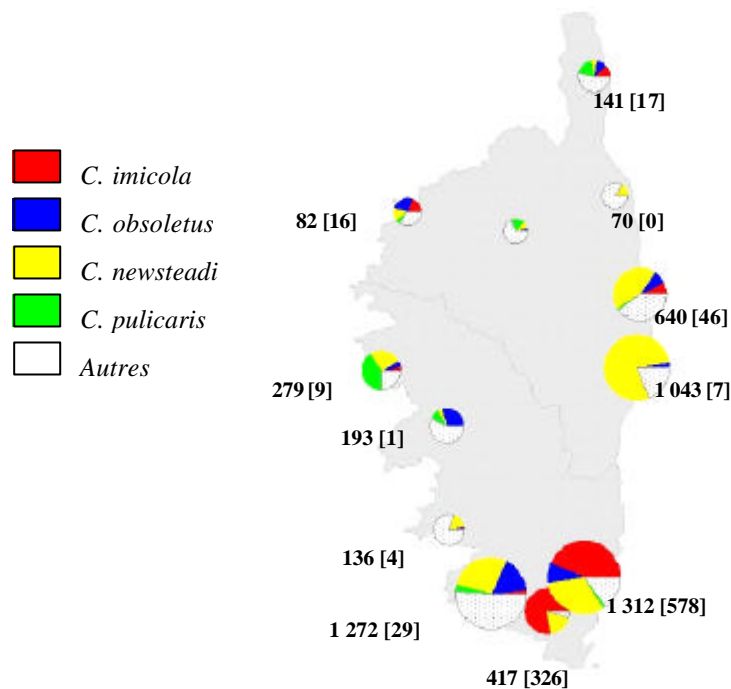 141 [17]
C. imicola
C. obsoletus
82 [16]
70 [0]
C. newsteadi
C. pulicaris
640 [46]
Autres
279 [9]
1 043 [7]
193 [1]
136 [4]
1 312 [578]
1 272 [29]
417 [326]